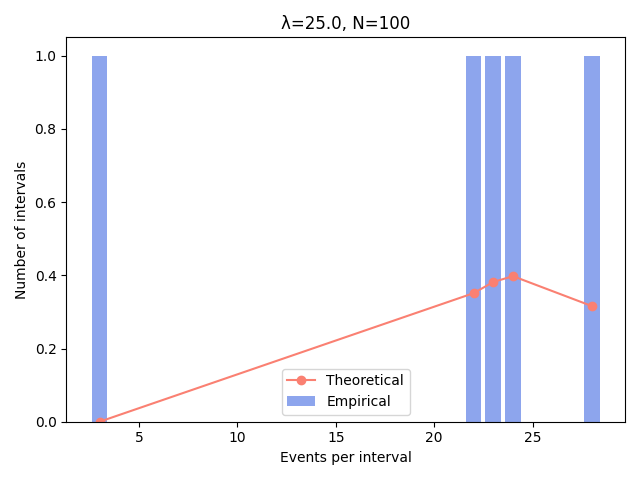 λ=25.0, N=100
Number of intervals
1.0
0.8
0.6
0.4
0.2
0.0
Theoretical
Empirical
5 10 15 20 25
Events per interval